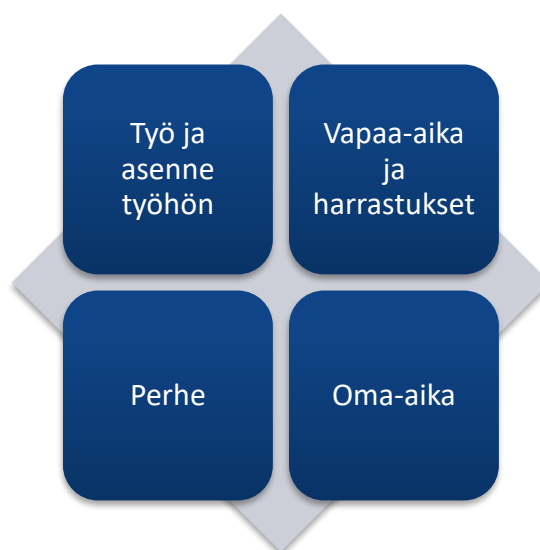 Työ ja
asenne
työhön
Vapaa-aika
ja
harrastukset
Perhe
Oma-aika